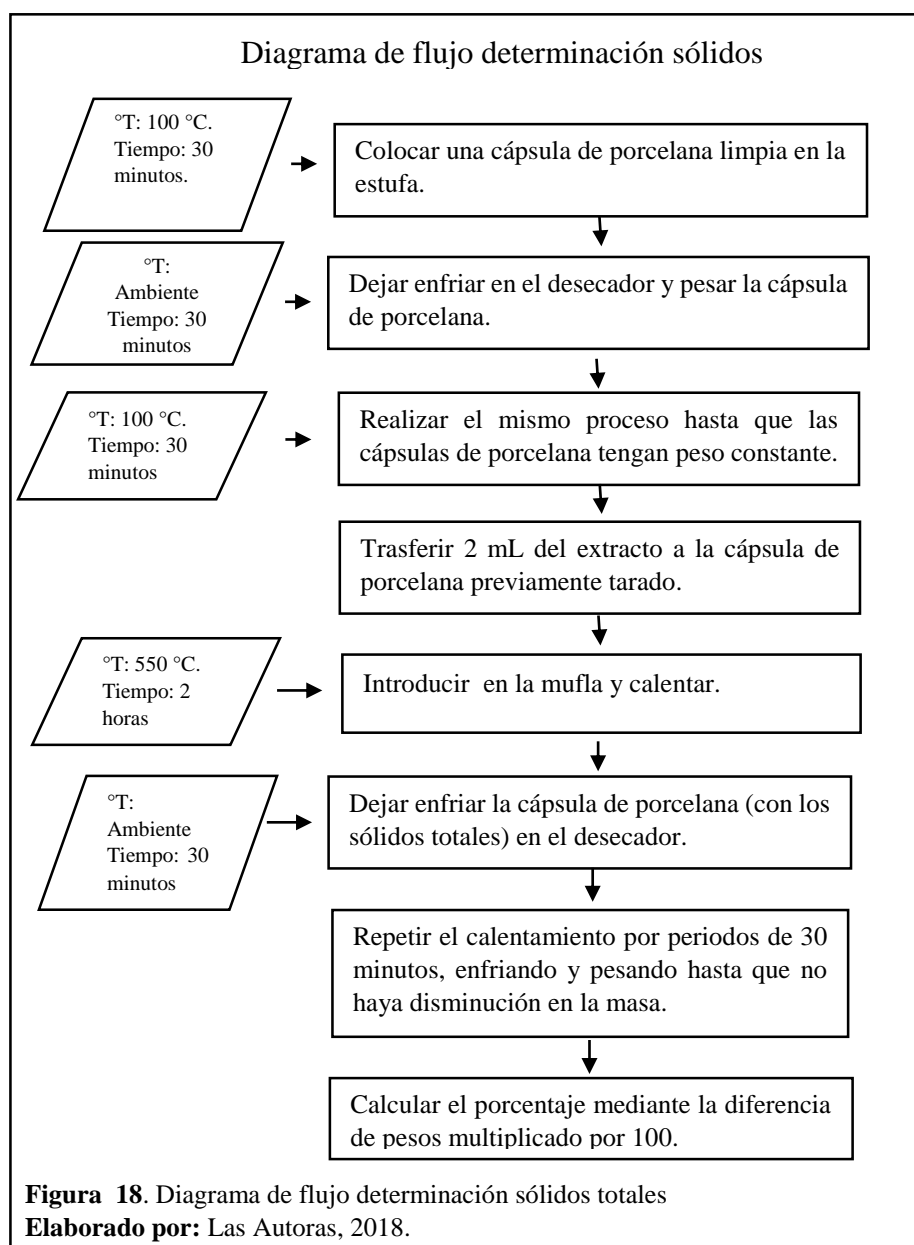 Diagrama de flujo determinación sólidos
°T: 100 °C.
Tiempo: 30
minutos.
Colocar una cápsula de porcelana limpia en la
estufa.
°T:
Ambiente
Tiempo: 30
minutos
Dejar enfriar en el desecador y pesar la cápsula
de porcelana.
°T: 100 °C.
Tiempo: 30
minutos
Realizar el mismo proceso hasta que las
cápsulas de porcelana tengan peso constante.
Trasferir 2 mL del extracto a la cápsula de
porcelana previamente tarado.
°T: 550 °C.
Tiempo: 2
horas
Introducir en la mufla y calentar.
°T:
Ambiente
Tiempo: 30
minutos
Dejar enfriar la cápsula de porcelana (con los
sólidos totales) en el desecador.
Repetir el calentamiento por periodos de 30
minutos, enfriando y pesando hasta que no
haya disminución en la masa.
Calcular el porcentaje mediante la diferencia
de pesos multiplicado por 100.
Figura 18. Diagrama de flujo determinación sólidos totales
Elaborado por: Las Autoras, 2018.